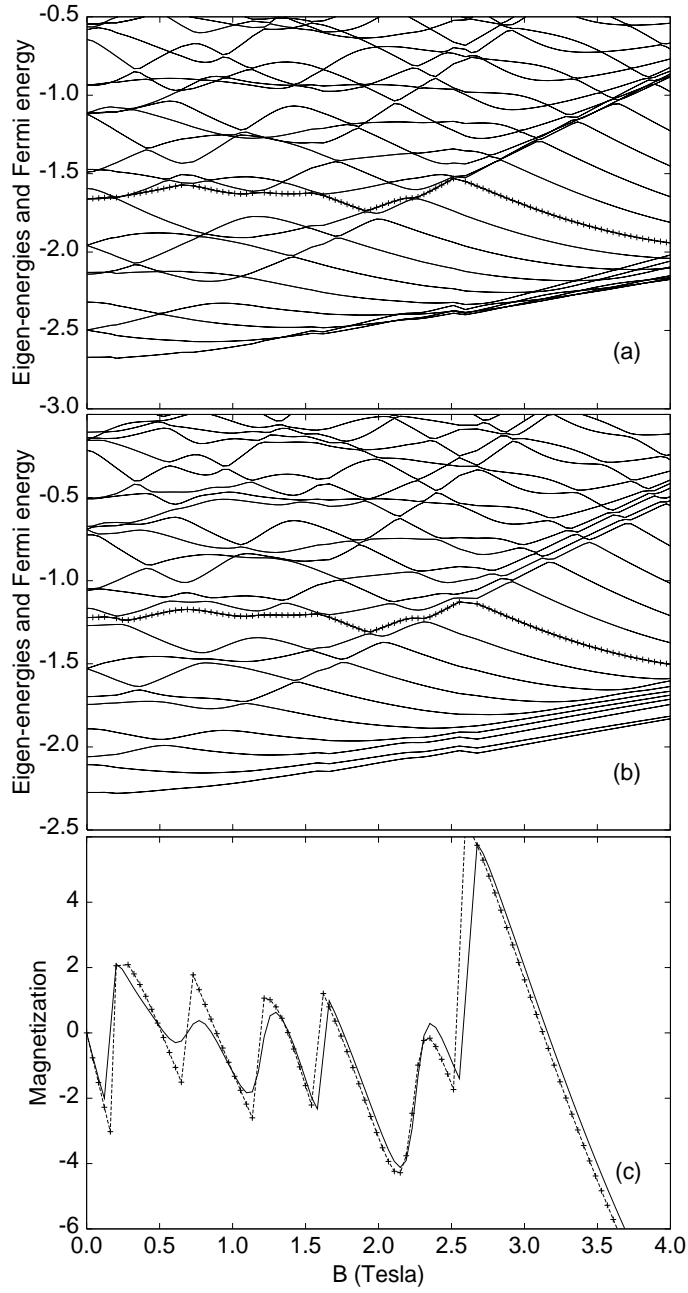 -0.5
-1.0
-1.5
-2.0
-2.5
-3.0
Eigen-energies and Fermi energy
(a)
-0.5
-1.0
-1.5
-2.0
-2.5
Eigen-energies and Fermi energy
(b)
4
2
0
-2
-4
-6
Magnetization
(c)
0.0 0.5 1.0 1.5 2.0 2.5 3.0 3.5 4.0
B (Tesla)